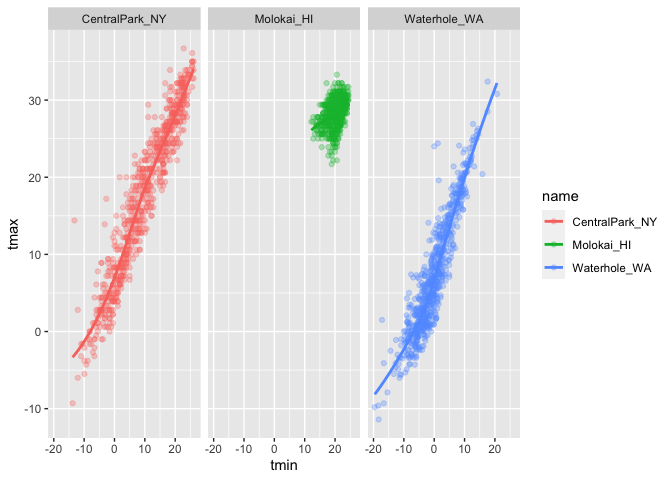 CentralPark_NY Molokai_HI Waterhole_WA
30
20
10
0
-10
tmax
-20 -10 0 10 20 -20 -10 0 10 20 -20 -10 0 10 20
tmin
name
CentralPark_NY
Molokai_HI
Waterhole_WA